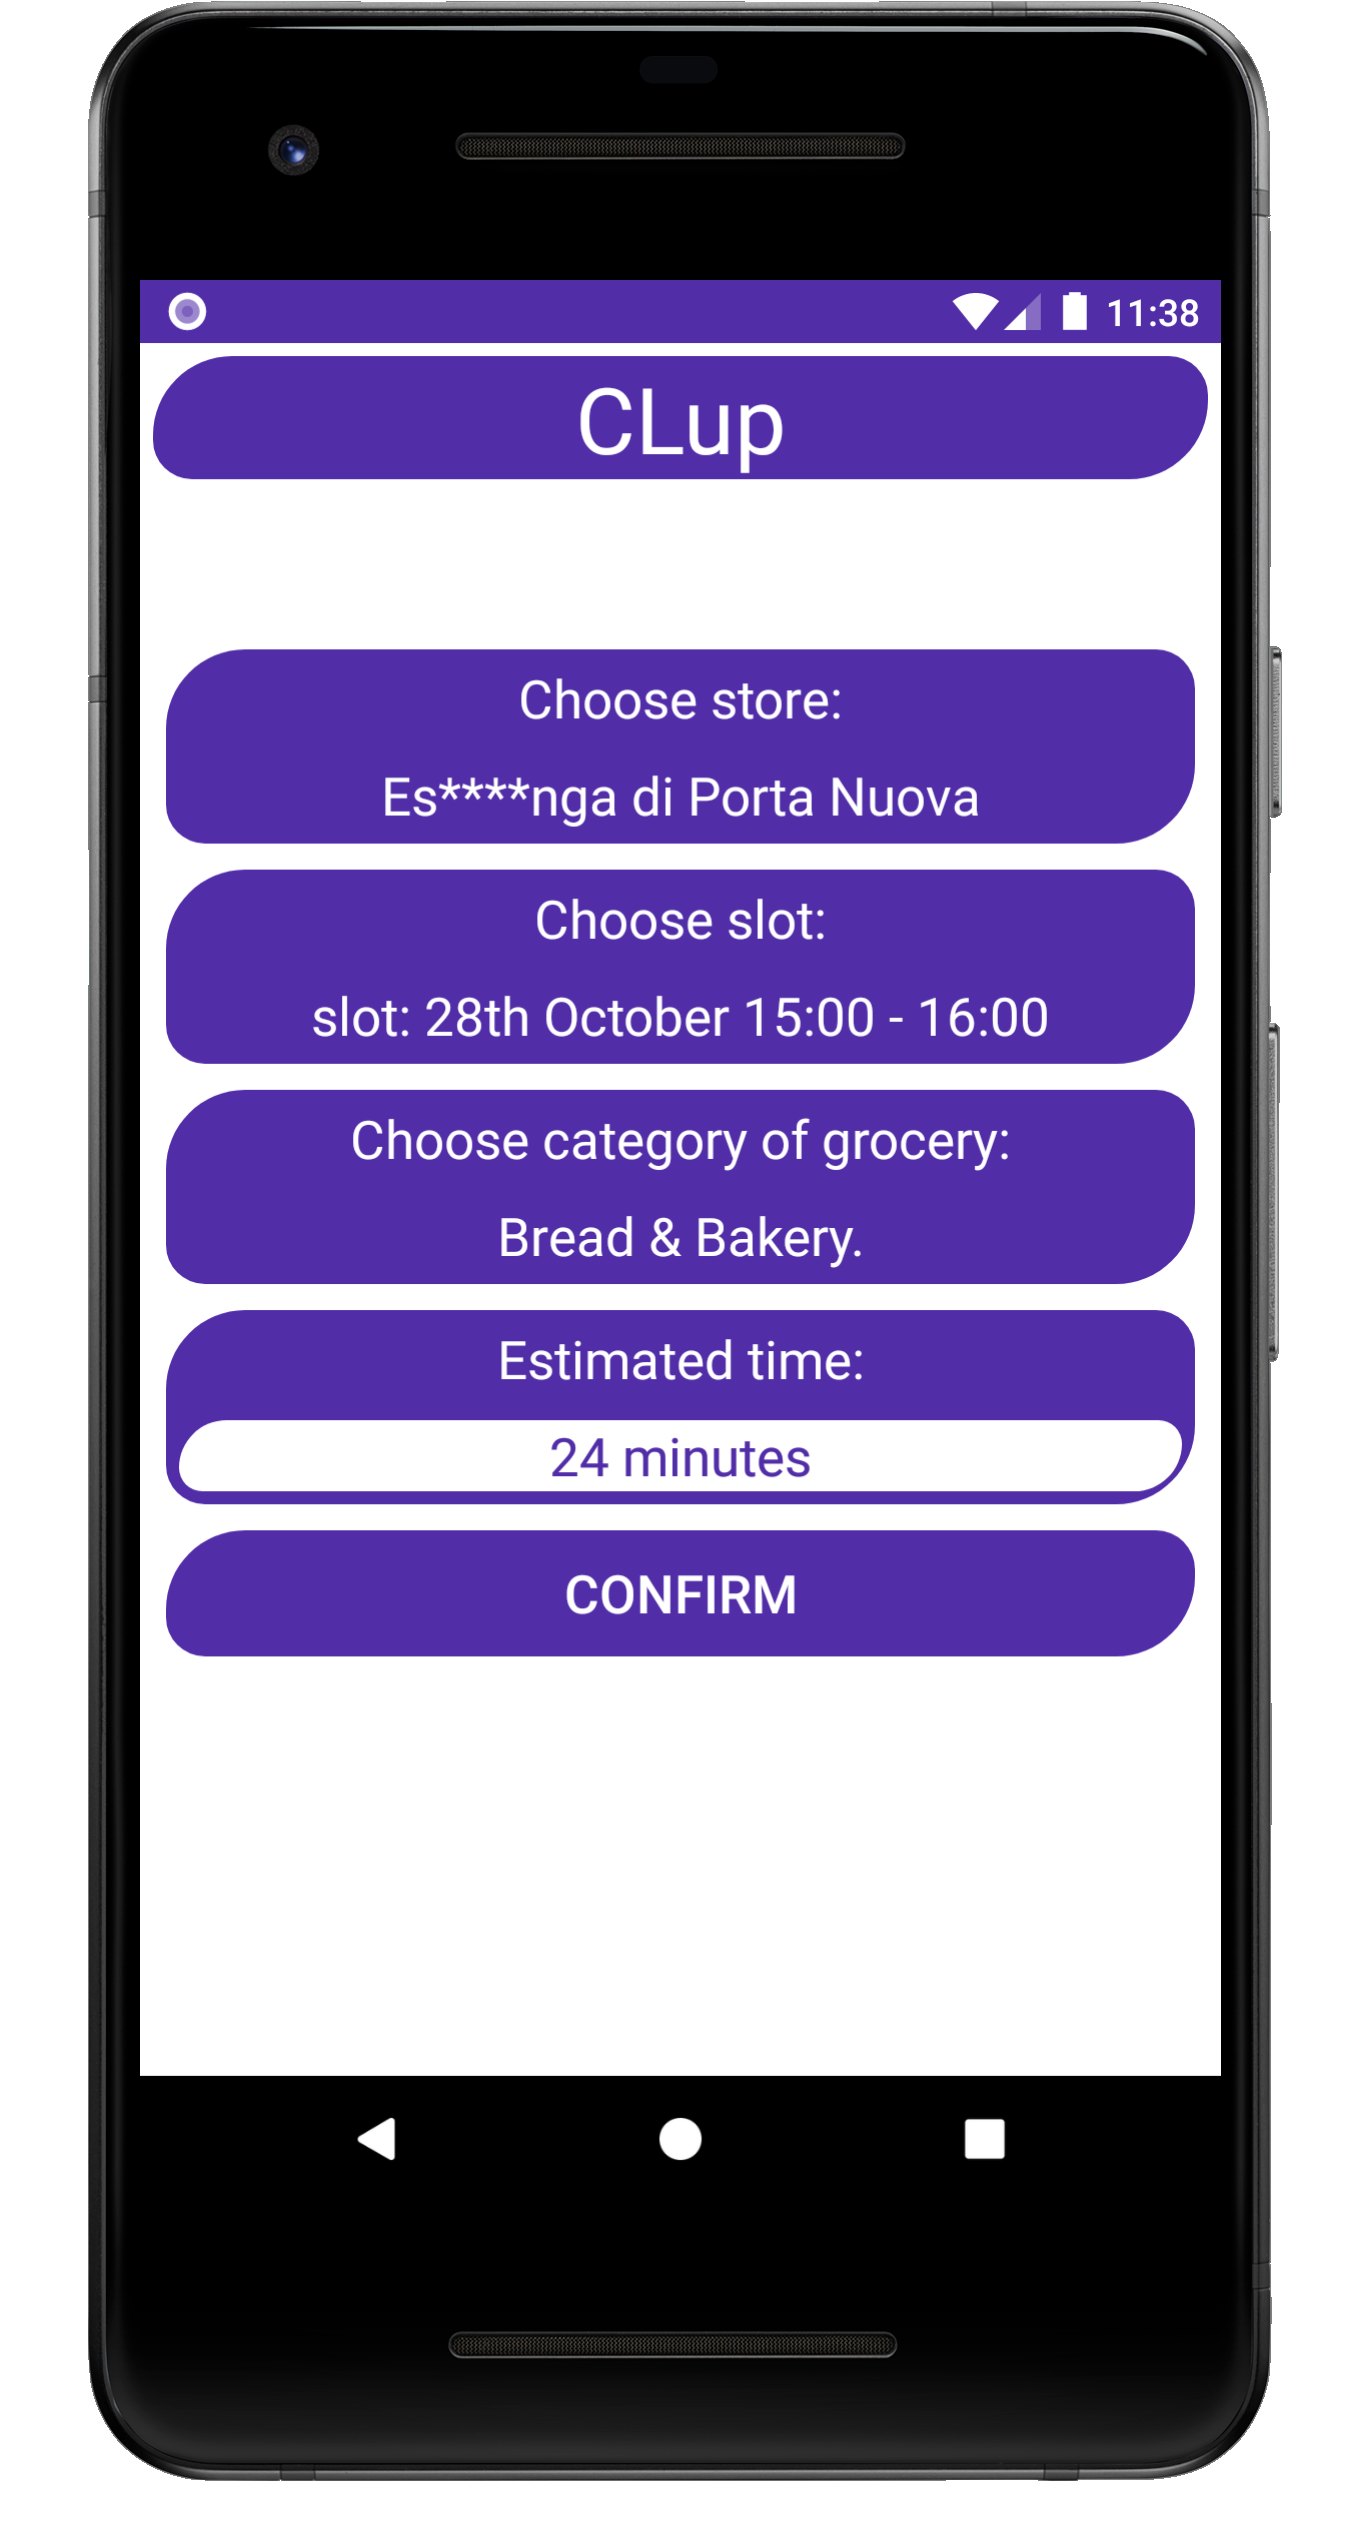 11:38
CLup
Choose store:
Es****nga di Porta Nuova
Choose slot:
slot: 28th October 15:00 - 16:00
Choose category of grocery:
Bread & Bakery.
Estimated time:
24 minutes
CONFIRM